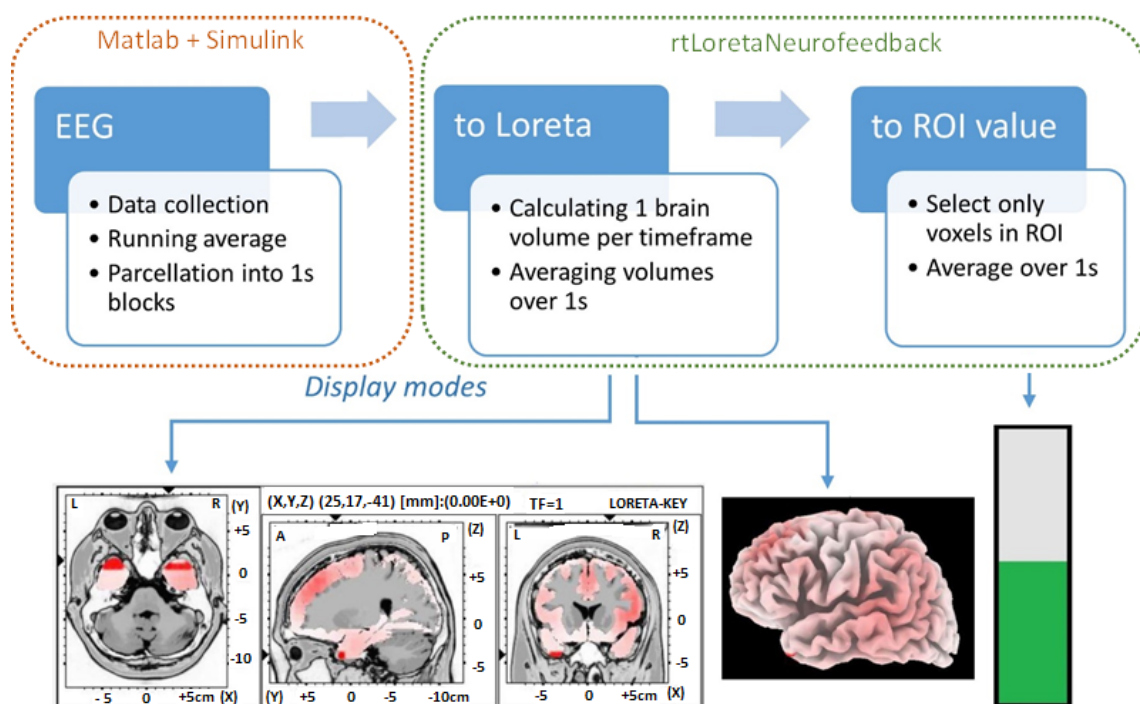 Matlab + Simulink
rtLoretaNeurofeedback
EEG
• Data collection
• Running average
• Parcellation into 1s
blocks
to Loreta
• Calculating 1 brain
volume per timeframe
• Averaging volumes
over 1s
to ROI value
• Select only
voxels in ROI
• Average over 1s
Display modes
L R (Y)
+5
0
-5
-10
- 5 0 +5cm (X)
(X,Y,Z) (25,17,-41) [mm]:(0.00E+0) TF=1 LORETA-KEY
A P (Z)
+5
0
-5
(Y) +5 0 -5 -10cm
L R (Z)
+5
0
-5
-5 0 +5cm (X)